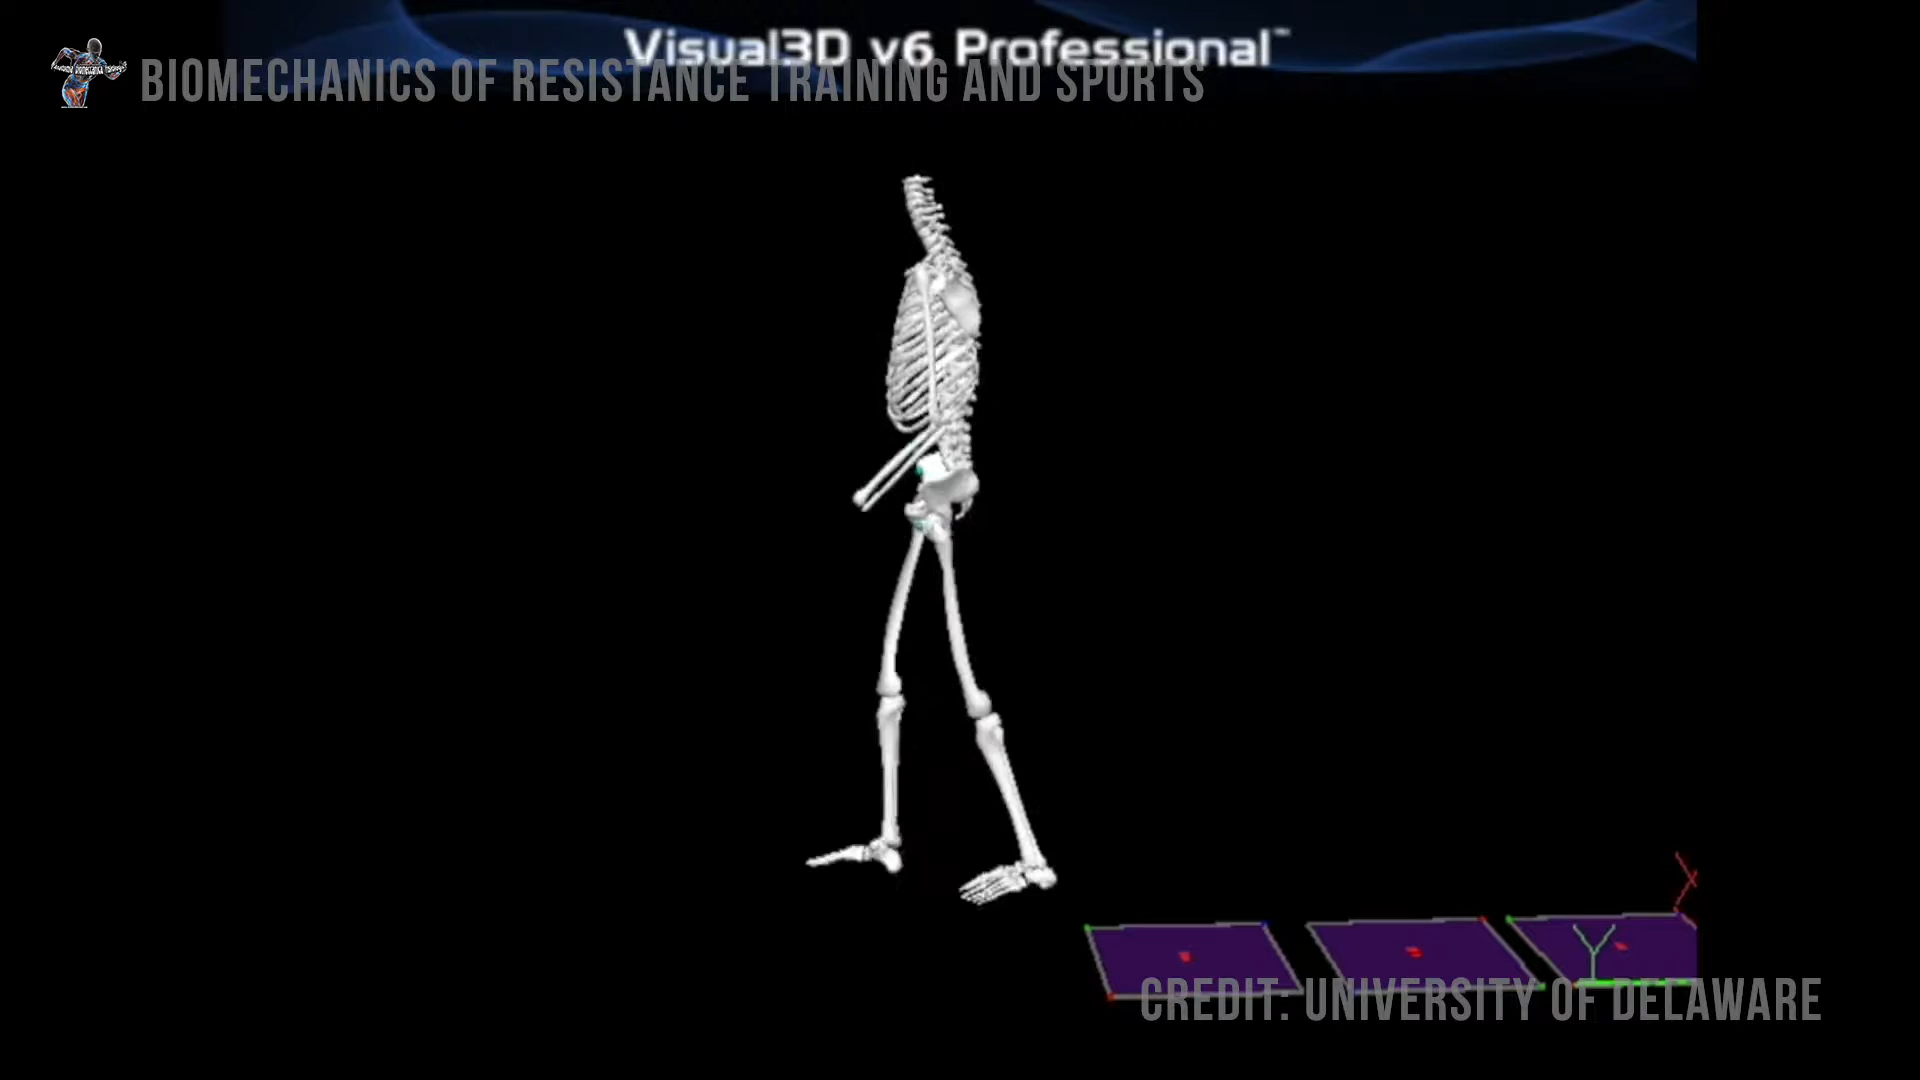 Visual3D v6 Professional™
BIOMECHANICS OF RESISTANCE TRAINING AND SPORTS
X
Y
CREDIT: UNIVERSITY OF DELAWARE